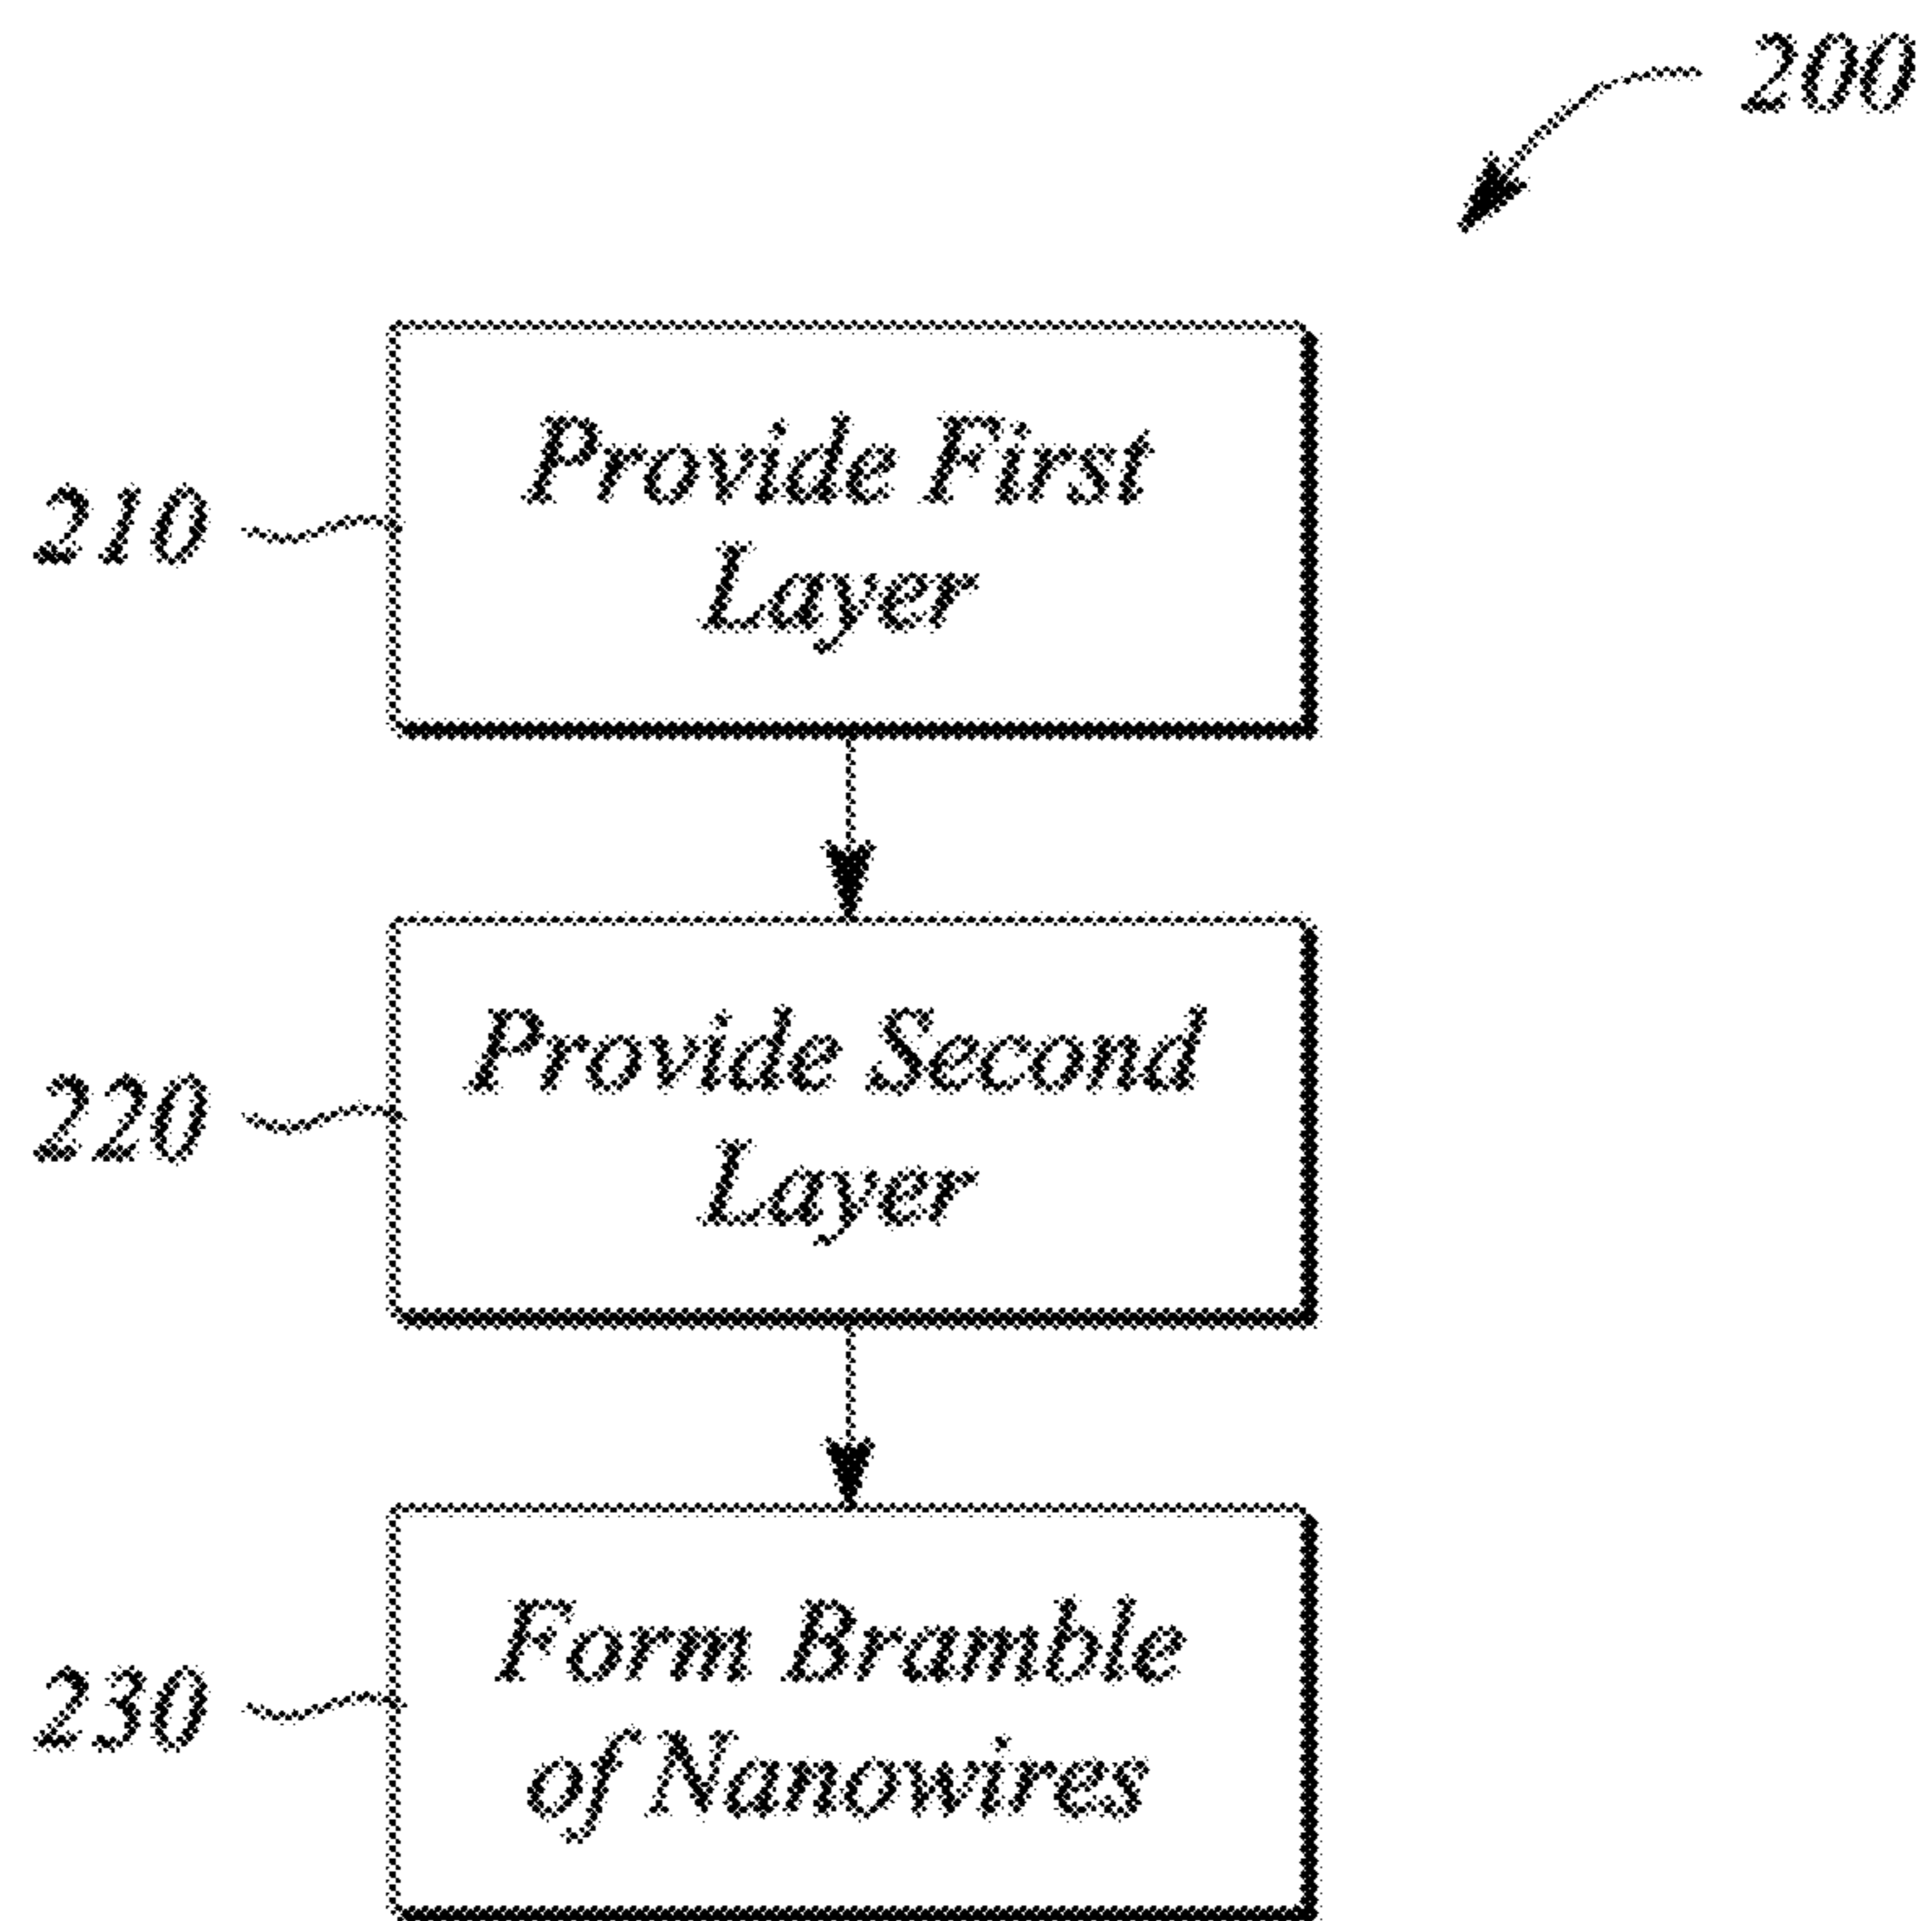 200
210
Provide First
Layer
220
Provide Second
Layer
230
Form Bramble
of Nanowires